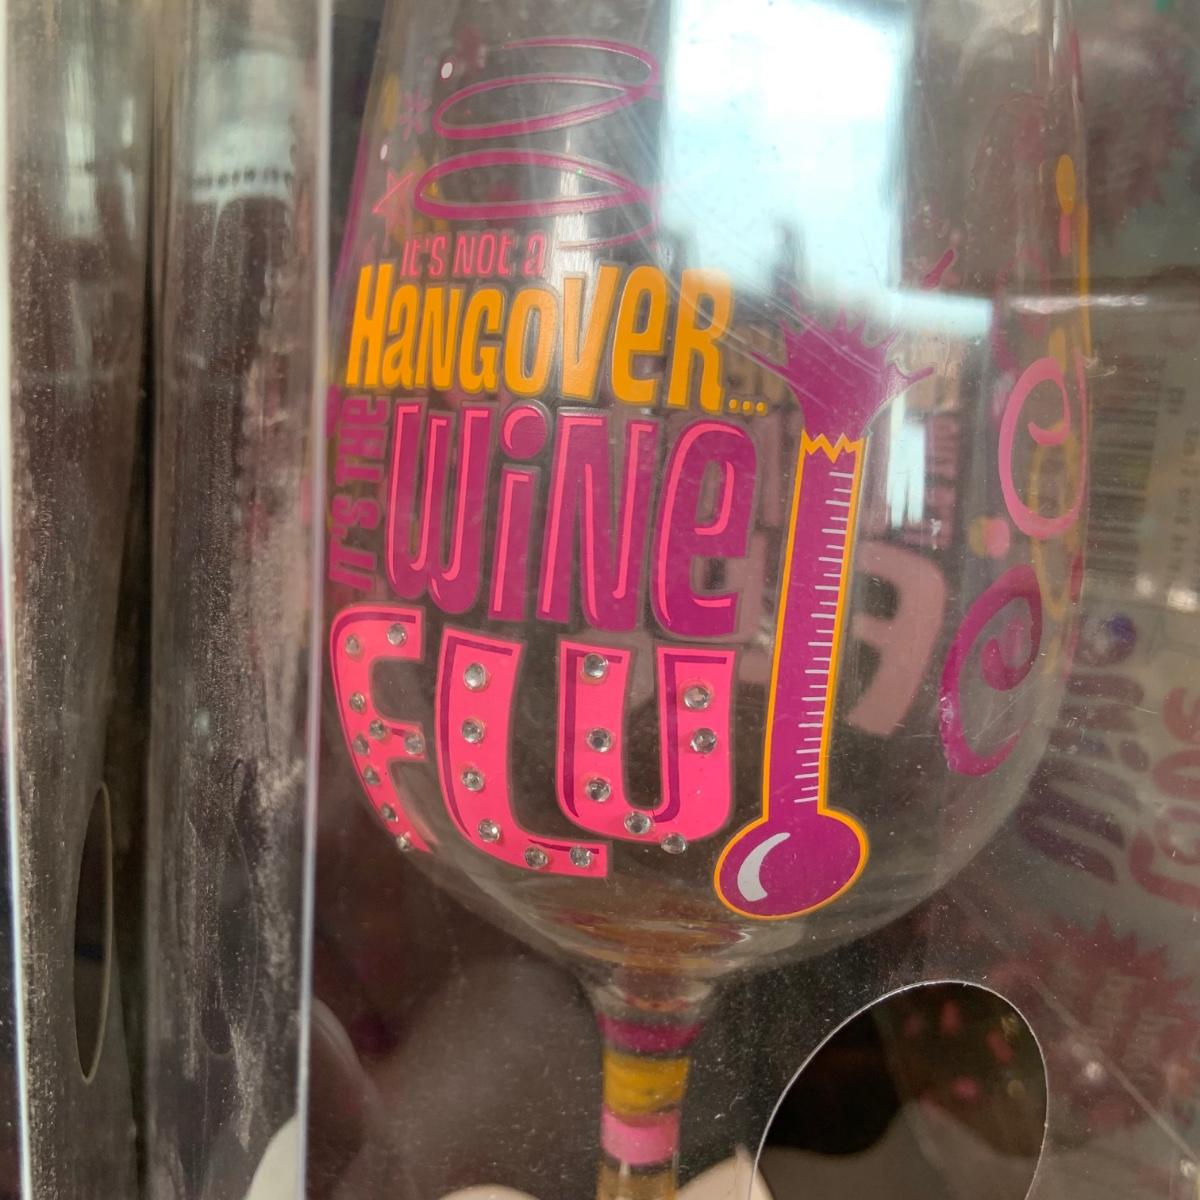 It's not a
HaNGOVeR...
IT'S THE
WiNe
FLU